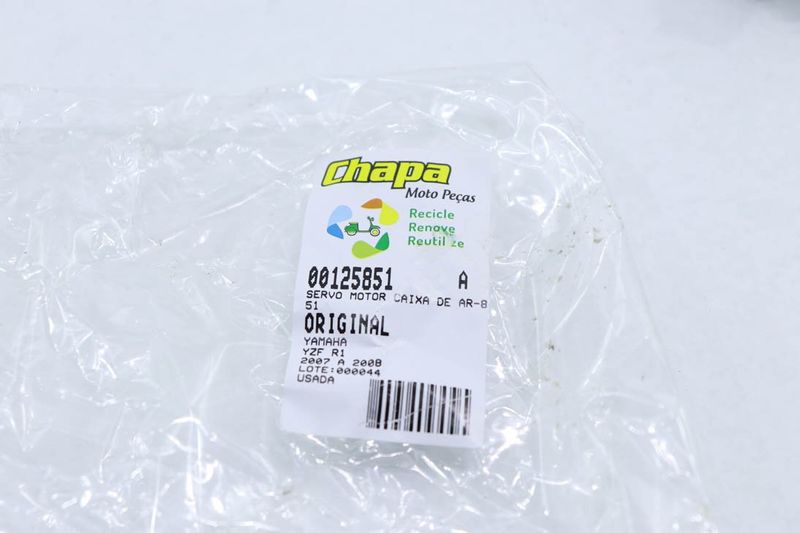 Chapa
Moto Peças
Recicle
Renove
Reutilize
00125851 A
SERVO MOTOR CAIXA DE AR-8
51
ORIGINAL
YAMAHA
YZF R1
2007 A 2008
LOTE:000044
USADA